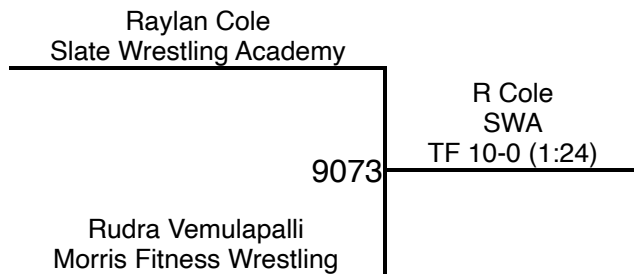 Raylan Cole
Slate Wrestling Academy
R Cole
SWA
TF 10-0 (1:24)
9073
Rudra Vemulapalli
Morris Fitness Wrestling